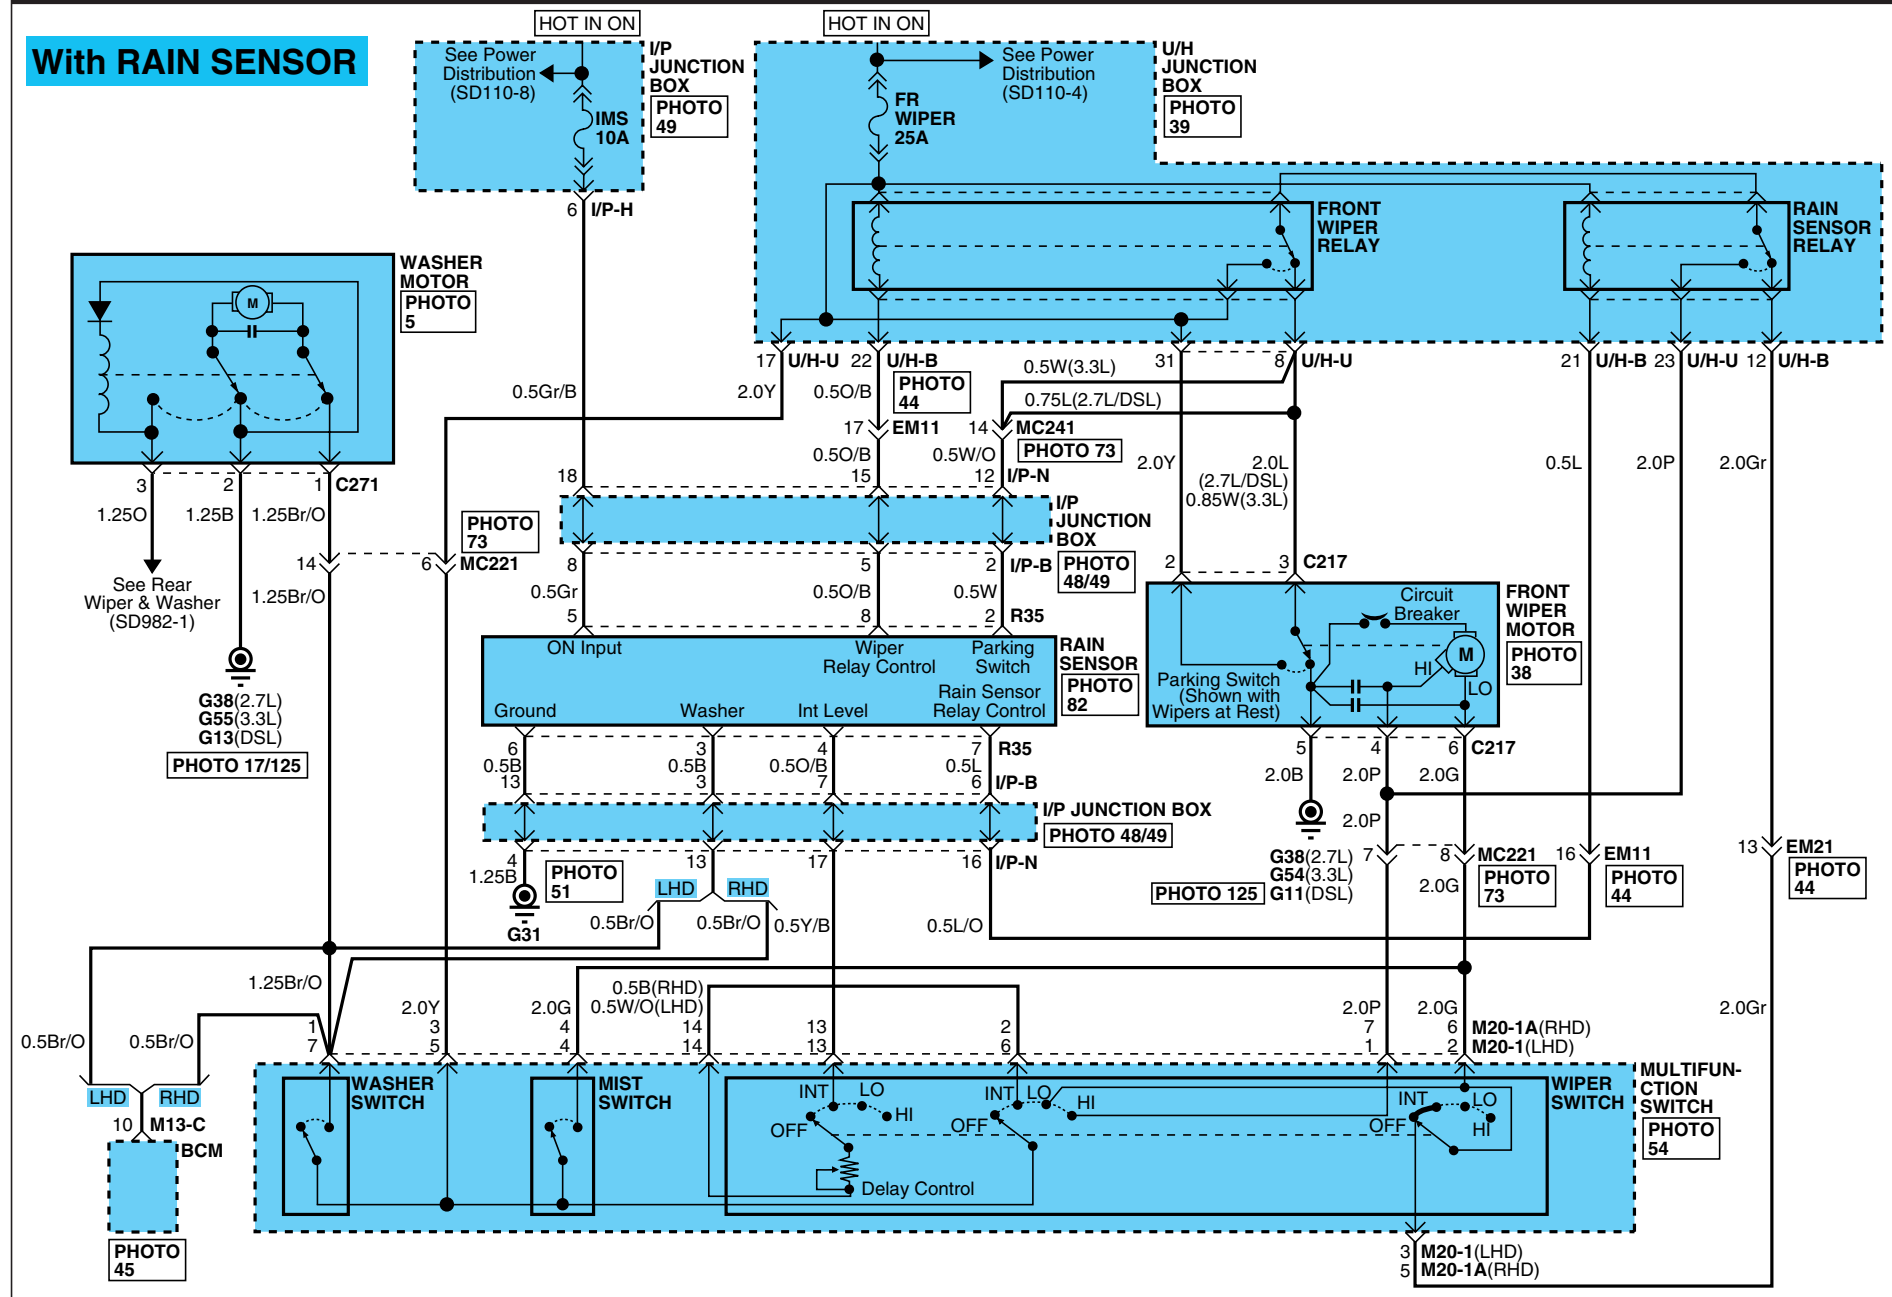 With RAIN SENSOR
HOT IN ON
HOT IN ON
See Power
Distribution
(SD110-8)
IMS
10A
I/P
JUNCTION
BOX
PHOTO
49
6 I/P-H
FR
WIPER
25A
See Power
Distribution
(SD110-4)
U/H
JUNCTION
BOX
PHOTO
39
FRONT
WIPER
RELAY
RAIN
SENSOR
RELAY
WASHER
MOTOR
PHOTO
5
M
17 U/H-U 22 U/H-B 31 8 U/H-U 21 U/H-B 23 U/H-U 12 U/H-B
PHOTO
44
0.5W(3.3L)
0.75L(2.7L/DSL)
0.5Gr/B 2.0Y 0.5O/B
17 EM11 14 MC241
PHOTO 73
0.5O/B 0.5W/O 2.0Y 2.0L
(2.7L/DSL)
0.85W(3.3L)
0.5L 2.0P 2.0Gr
18 15 12 I/P-N
I/P
JUNCTION
BOX
PHOTO
48/49
3 2 1 C271
1.25O 1.25B 1.25Br/O
PHOTO
73
14 6 MC221
1.25Br/O
See Rear
Wiper & Washer
(SD982-1)
G38(2.7L)
G55(3.3L)
G13(DSL)
PHOTO 17/125
8 5 2 I/P-B
0.5Gr 0.5O/B 0.5W
5 8 2 R35
ON Input
Wiper
Relay Control
Parking
Switch
Ground
Washer
Int Level
Rain Sensor
Relay Control
RAIN
SENSOR
PHOTO
82
2 3 C217
Circuit
Breaker
HI
M
LO
Parking Switch
(Shown with
Wipers at Rest)
FRONT
WIPER
MOTOR
PHOTO
38
6 3 4 7 R35
0.5B 0.5B 0.5O/B 0.5L
13 3 7 6 I/P-B
I/P JUNCTION BOX
PHOTO 48/49
4 13 17 16 I/P-N
1.25B
PHOTO
51
G31
LHD RHD
0.5Br/O 0.5Br/O 0.5Y/B 0.5L/O
5 4 6 C217
2.0B 2.0P 2.0G
2.0P
G38(2.7L)
G54(3.3L)
G11(DSL)
PHOTO 125
7 8 MC221
PHOTO
73
2.0G
16 EM11
PHOTO
44
13 EM21
PHOTO
44
1.25Br/O
0.5Br/O 0.5Br/O
2.0Y 2.0G
0.5B(RHD)
0.5W/O(LHD)
2.0P 2.0G 2.0Gr
1 3 4 14 13 2 7 6 M20-1A(RHD)
7 5 4 14 13 6 1 2 M20-1(LHD)
LHD RHD
10 M13-C
BCM
PHOTO
45
WASHER
SWITCH
MIST
SWITCH
INT LO HI
OFF
Delay Control
INT LO HI
OFF
INT LO
OFF HI
WIPER
SWITCH
MULTIFUN-
CTION
SWITCH
PHOTO
54
3 M20-1(LHD)
5 M20-1A(RHD)